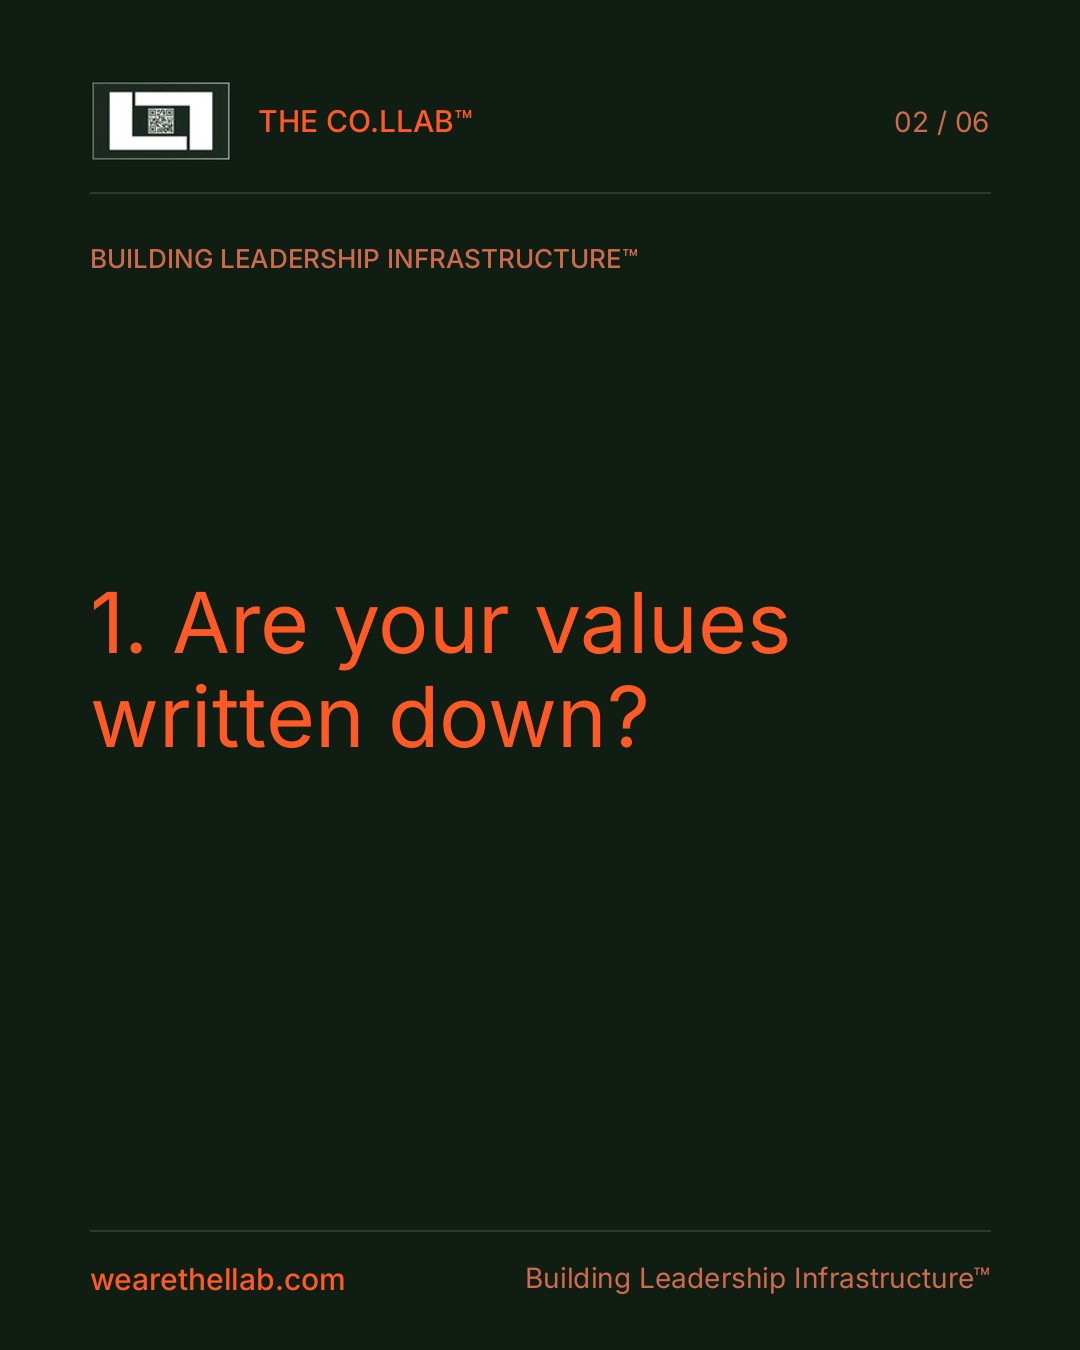 THE CO.LLAB™
02 / 06
BUILDING LEADERSHIP INFRASTRUCTURE™
1. Are your values
written down?
wearethellab.com
Building Leadership Infrastructure™